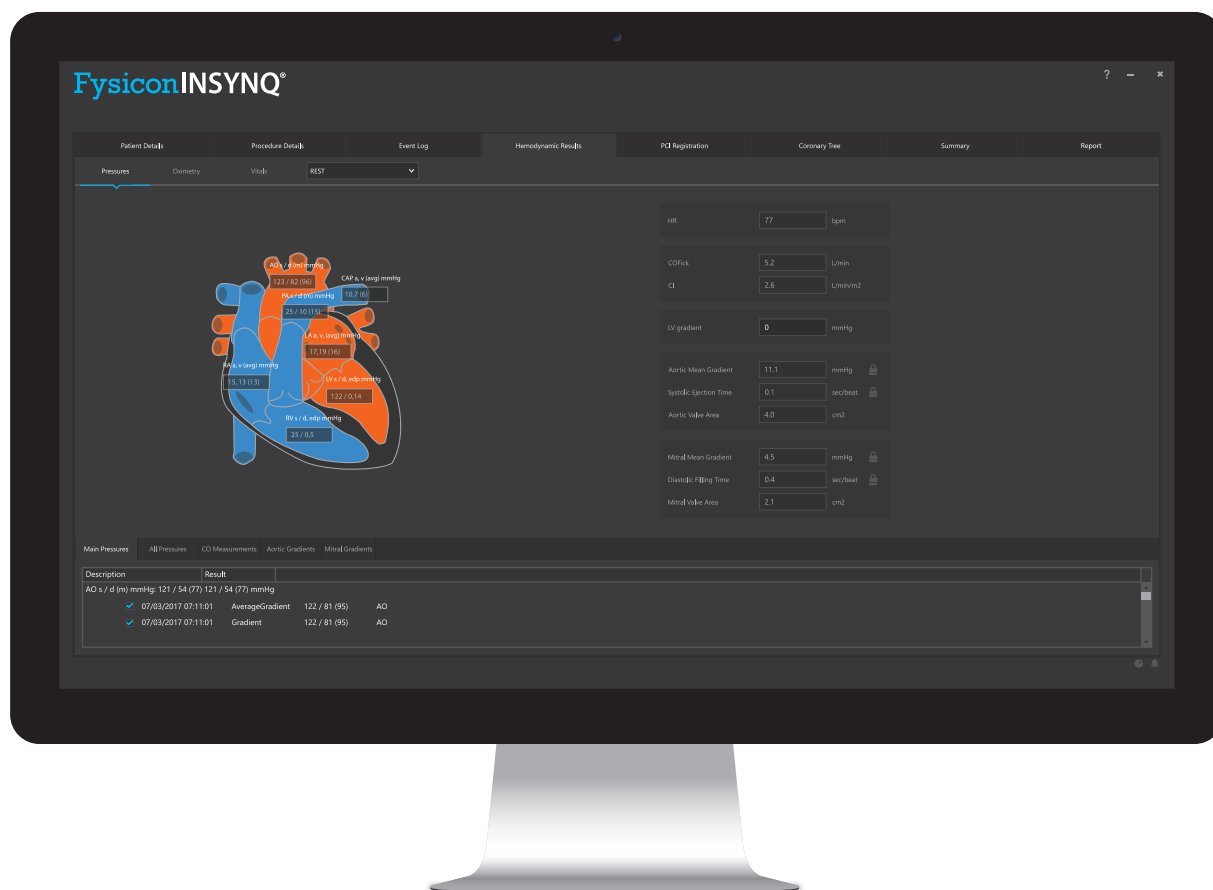 FysiconINSYNQ®
? – ×
Patient Details Procedure Details Event Log Hemodynamic Results PCI Registration Coronary Tree Summary Report
Pressures Oximetry Vitals REST
HR 77 bpm
COFick 5.2 L/min
CI 2.6 L/min/m2
LV gradient 0 mmHg
Aortic Mean Gradient 11.1 mmHg
Systolic Ejection Time 0.1 sec/beat
Aortic Valve Area 4.0 cm2
Mitral Mean Gradient 4.5 mmHg
Diastolic Filling Time 0.4 sec/beat
Mitral Valve Area 2.1 cm2
AO s / d (m) mmHg
123 / 82 (96)
CAP a, v (avg) mmHg
10,7 (6)
PA s / d (m) mmHg
25 / 10 (15)
LA a, v, (avg) mmHg
17,19 (16)
RA a, v (avg) mmHg
15, 13 (13)
LV s / d, edp mmHg
122 / 0,14
RV s / d, edp mmHg
25 / 0,5
Main Pressures All Pressures CO Measurements Aortic Gradients Mitral Gradients
Description Result
AO s / d (m) mmHg: 121 / 54 (77) 121 / 54 (77) mmHg
07/03/2017 07:11:01 AverageGradient 122 / 81 (95) AO
07/03/2017 07:11:01 Gradient 122 / 81 (95) AO